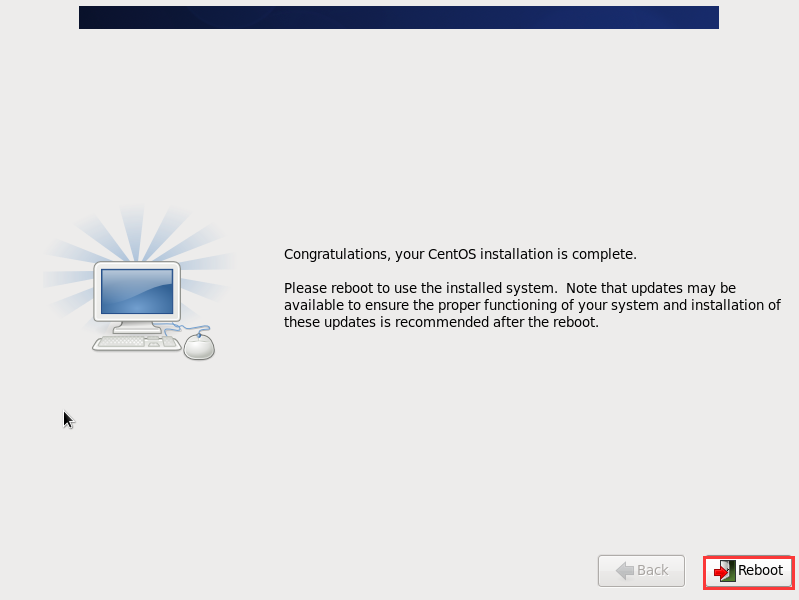 Congratulations, your CentOS installation is complete.
Please reboot to use the installed system.  Note that updates may be
available to ensure the proper functioning of your system and installation of
these updates is recommended after the reboot.
Back
Reboot